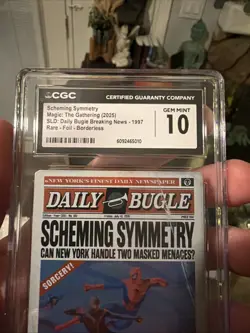 CGC
CERTIFIED GUARANTY COMPANY
Scheming Symmetry
Magic: The Gathering (2025)
SLD: Daily Bugle Breaking News - 1997
Rare - Foil - Borderless
6092465010
GEM MINT
10
NEW YORK'S FINEST DAILY NEWSPAPER
DAILY BUGLE
SCHEMING SYMMETRY
CAN NEW YORK HANDLE TWO MASKED MENACES?
SORCERY!